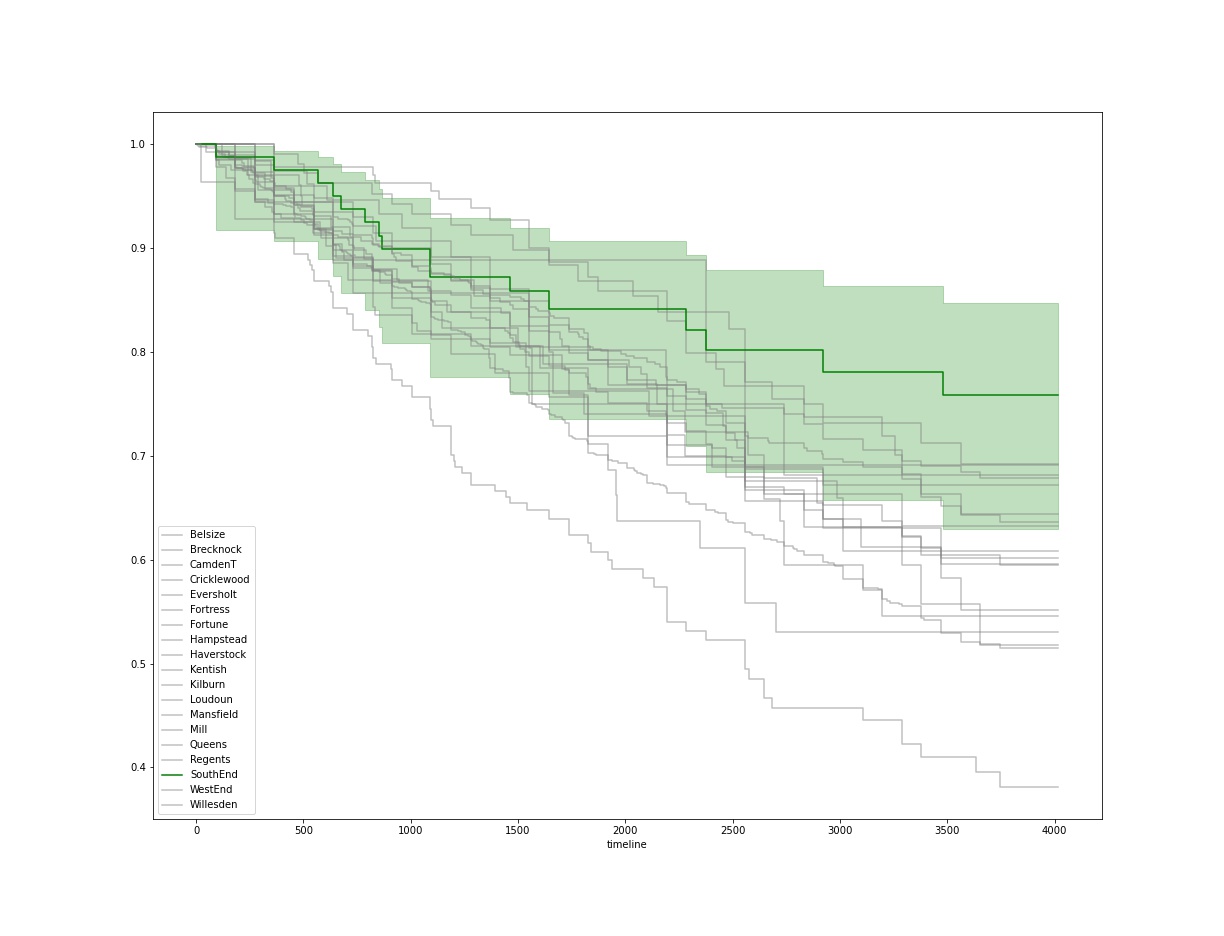 1.0
0.9
0.8
0.7
0.6
0.5
0.4
Belsize
Brecknock
CamdenT
Cricklewood
Eversholt
Fortress
Fortune
Hampstead
Haverstock
Kentish
Kilburn
Loudoun
Mansfield
Mill
Queens
Regents
SouthEnd
WestEnd
Willesden
0 500 1000 1500 2000 2500 3000 3500 4000
timeline